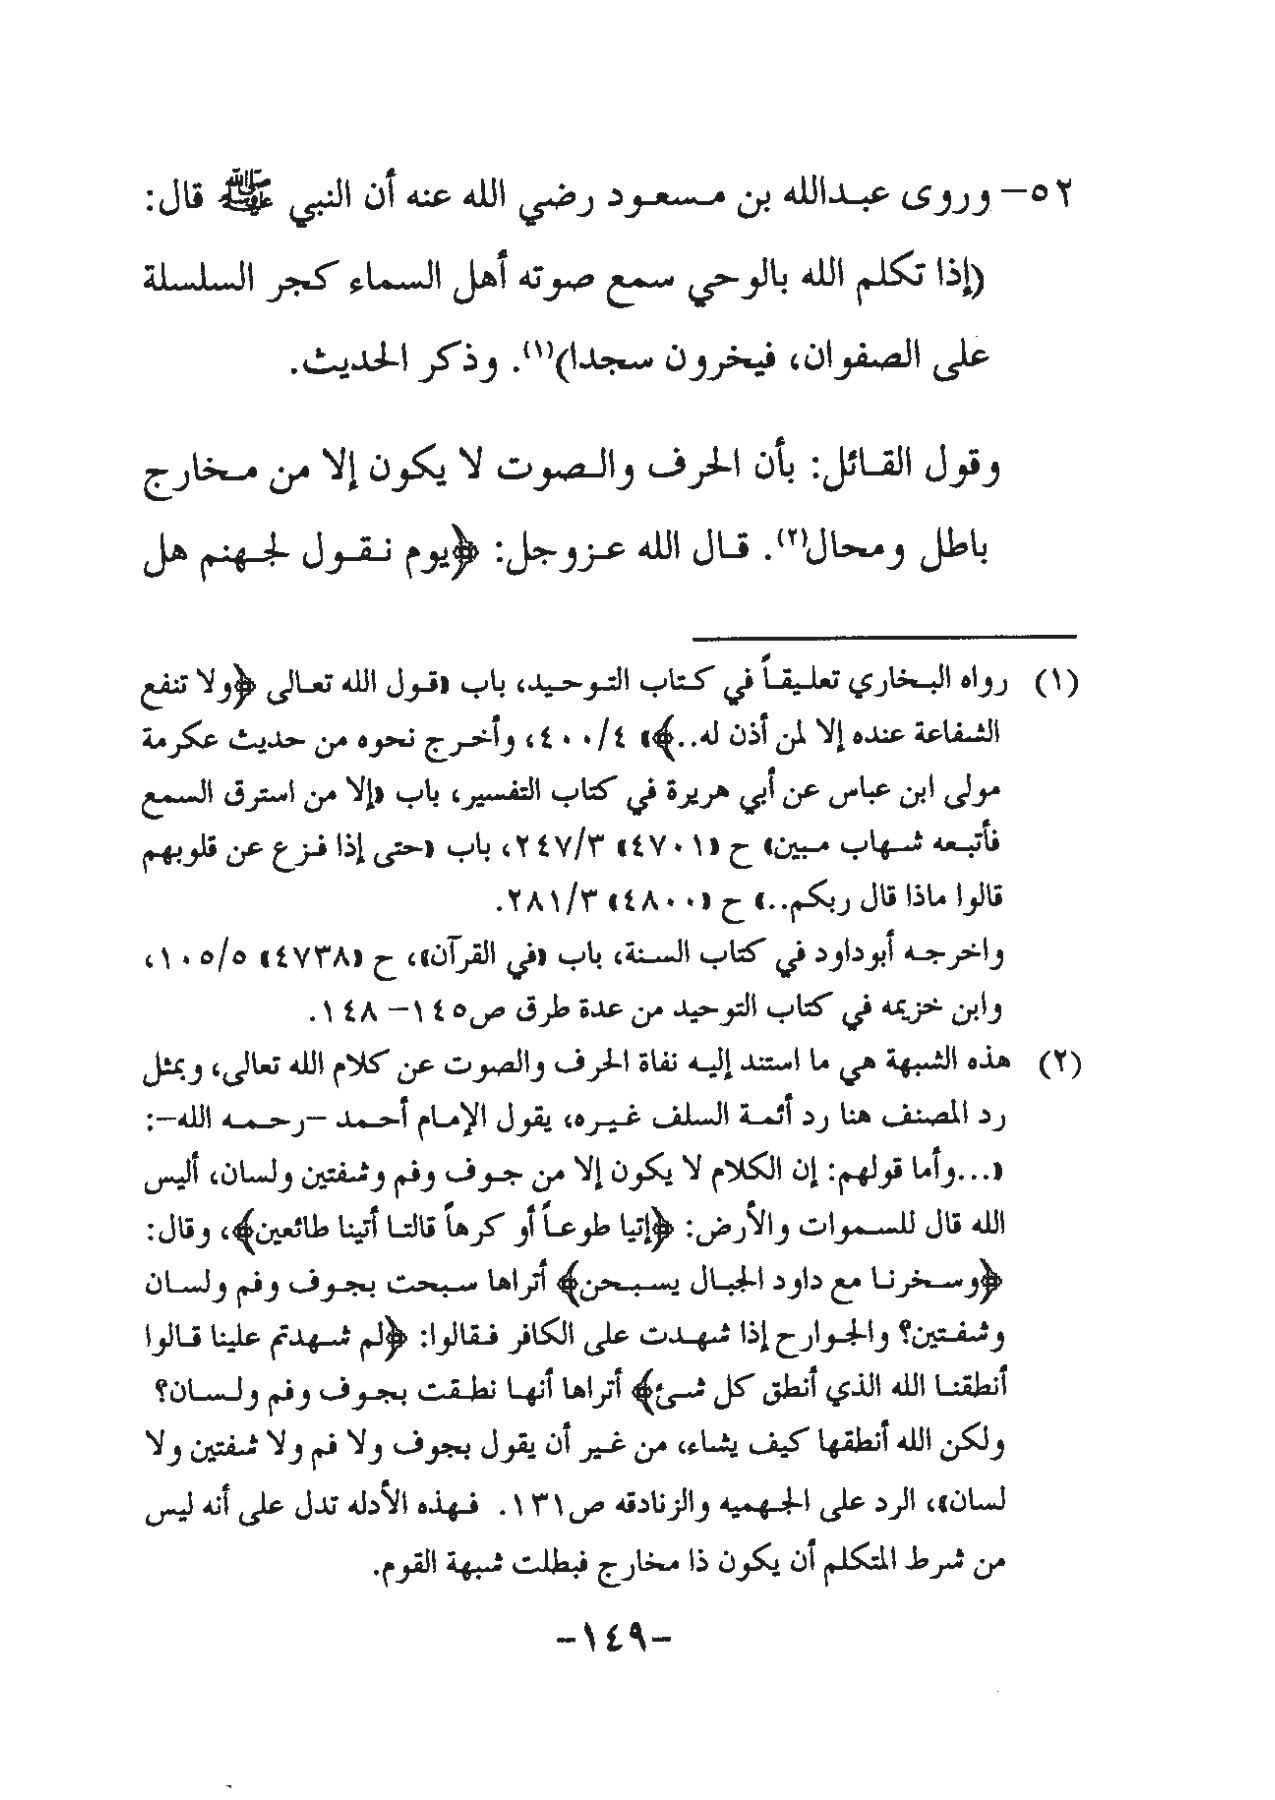 ٥٢- وروى عبدالله بن مسعود رضي الله عنه أن النبي ﷺ قال:
(إذا تكلم الله بالوحي سمع صوته أهل السماء كجر السلسلة
على الصفوان، فيخرون سجدا)(١). وذكر الحديث.
وقول القائل: بأن الحرف والصوت لا يكون إلا من مخارج
باطل ومحال(٢). قال الله عزوجل: ﴿يوم نقول لجهنم هل
(١) رواه البخاري تعليقاً في كتاب التوحيد، باب «قول الله تعالى ﴿ولا تنفع
الشفاعة عنده إلا لمن أذن له..﴾» ٤/٤٠٠، وأخرج نحوه من حديث عكرمة
مولى ابن عباس عن أبي هريرة في كتاب التفسير، باب «إلا من استرق السمع
فأتبعه شهاب مبين» ح «٤٧٠١» ٢٤٧/٣، باب «حتى إذا فزع عن قلوبهم
قالوا ماذا قال ربكم..» ح «٤٨٠٠» ٢٨١/٣.
واخرجه أبوداود في كتاب السنة، باب «في القرآن»، ح «٤٧٣٨» ١٠٥/٥،
وابن خزيمه في كتاب التوحيد من عدة طرق ص١٤٥- ١٤٨.
(٢) هذه الشبهة هي ما استند إليه نفاة الحرف والصوت عن كلام الله تعالى، وبمثل
رد المصنف هنا رد أئمة السلف غيره، يقول الإمام أحمد -رحمه الله-:
«...وأما قولهم: إن الكلام لا يكون إلا من جوف وفم وشفتين ولسان، أليس
الله قال للسموات والأرض: ﴿إتيا طوعاً أو كرهاً قالتا أتينا طائعين﴾، وقال:
﴿وسخرنا مع داود الجبال يسبحن﴾ أتراها سبحت بجوف وفم ولسان
وشفتين؟ والجوارح إذا شهدت على الكافر فقالوا: ﴿لم شهدتم علينا قالوا
أنطقنا الله الذي أنطق كل شئ﴾ أتراها أنها نطقت بجوف وفم ولسان؟
ولكن الله أنطقها كيف يشاء، من غير أن يقول بجوف ولا فم ولا شفتين ولا
لسان»، الرد على الجهميه والزنادقه ص١٣١. فهذه الأدله تدل على أنه ليس
من شرط المتكلم أن يكون ذا مخارج فبطلت شبهة القوم.
-١٤٩-